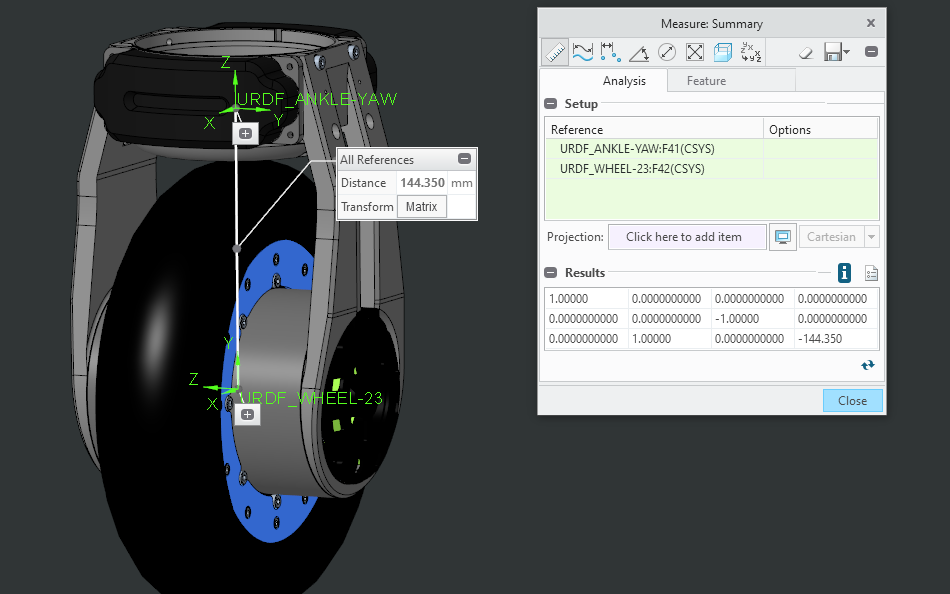 Measure: Summary
Analysis
Feature
Setup
Reference Options
URDF_ANKLE-YAW:F41(CSYS)
URDF_WHEEL-23:F42(CSYS)
Projection: Click here to add item Cartesian
Results
1.00000 0.0000000000 0.0000000000 0.0000000000
0.0000000000 0.0000000000 -1.00000 0.0000000000
0.0000000000 1.00000 0.0000000000 -144.350
Close
Z
URDF_ANKLE-YAW
X
Y
All References
Distance 144.350 mm
Transform Matrix
Y
Z
X
URDF_WHEEL-23